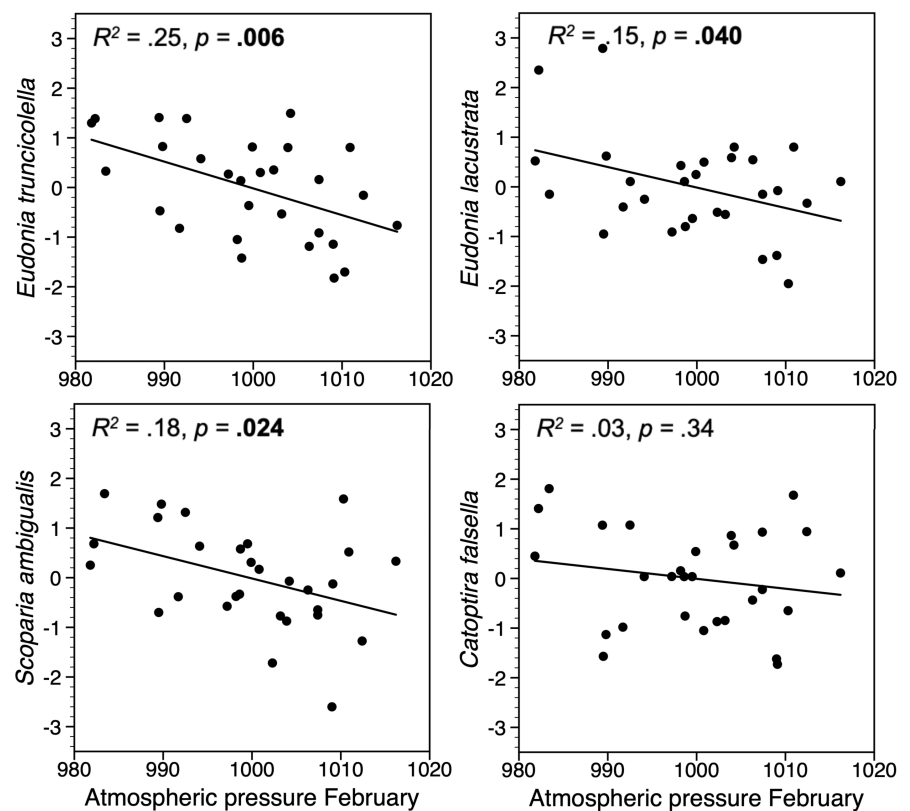 R² = .25, p = .006
Eudonia truncicolella
3
2
1
0
-1
-2
-3
980 990 1000 1010 1020
R² = .15, p = .040
Eudonia lacustrata
3
2
1
0
-1
-2
-3
980 990 1000 1010 1020
R² = .18, p = .024
Scoparia ambigualis
3
2
1
0
-1
-2
-3
980 990 1000 1010 1020
Atmospheric pressure February
R² = .03, p = .34
Catoptira falsella
3
2
1
0
-1
-2
-3
980 990 1000 1010 1020
Atmospheric pressure February